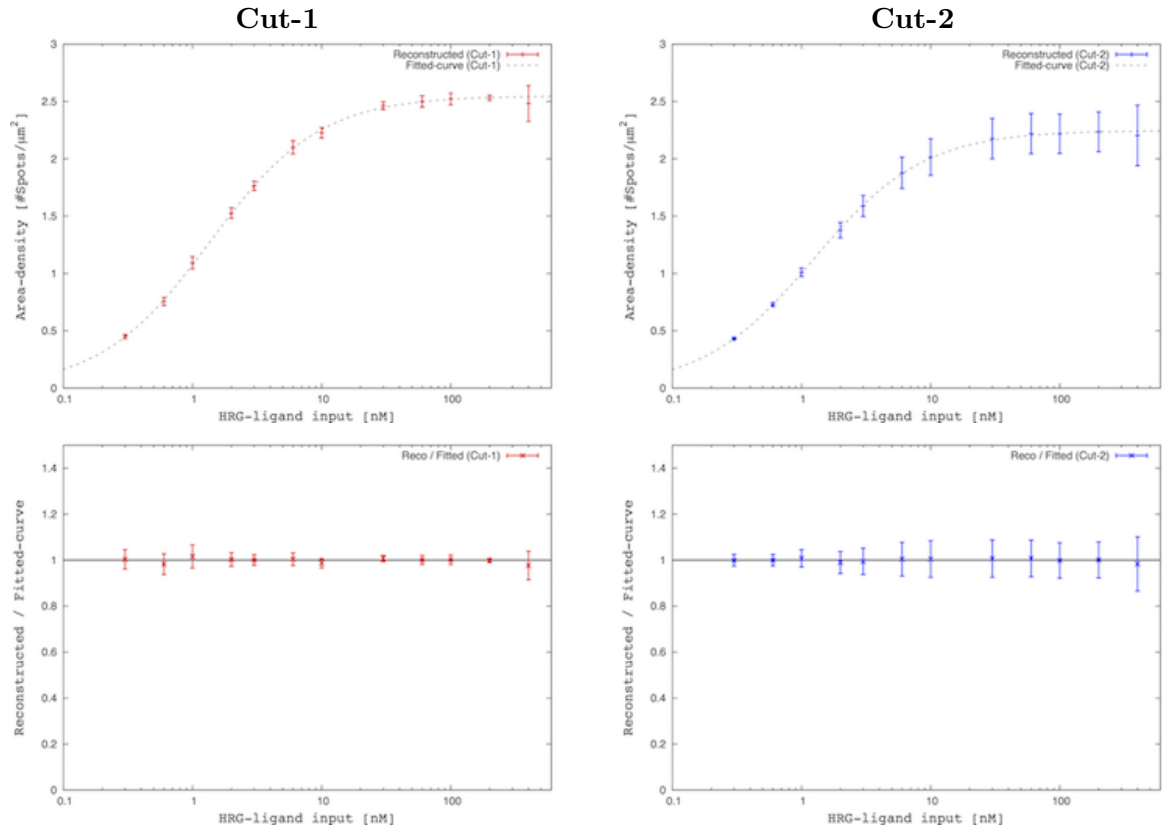 Cut-1
Cut-2
3
2.5
2
1.5
1
0.5
0
Area-density [#Spots/μm²]
Reconstructed (Cut-1)
Fitted-curve (Cut-1)
0.1
1
10
100
HRG-ligand input [nM]
3
2.5
2
1.5
1
0.5
0
Area-density [#Spots/μm²]
Reconstructed (Cut-2)
Fitted-curve (Cut-2)
0.1
1
10
100
HRG-ligand input [nM]
1.4
1.2
1
0.8
0.6
0.4
0.2
0
Reconstructed / Fitted-curve
Reco / Fitted (Cut-1)
0.1
1
10
100
HRG-ligand input [nM]
1.4
1.2
1
0.8
0.6
0.4
0.2
0
Reconstructed / Fitted-curve
Reco / Fitted (Cut-2)
0.1
1
10
100
HRG-ligand input [nM]